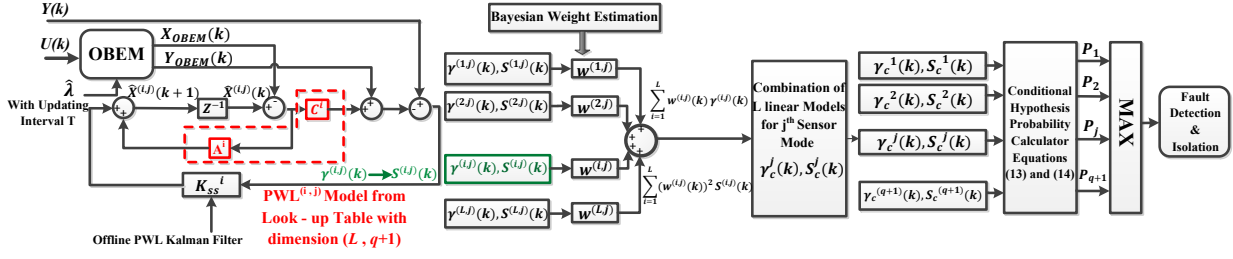 Y(k)
U(k)
OBEM
X_OBEM(k)
Y_OBEM(k)
λ̂
With Updating
Interval T
X̂^(i,j)(k+1)
Z⁻¹
X̂^(i,j)(k)
C^i
A^i
K_ss^i
Offline PWL Kalman Filter
γ^(i,j)(k) → S^(i,j)(k)
PWL^(i , j) Model from
Look - up Table with
dimension (L , q+1)
Bayesian Weight Estimation
γ^(1,j)(k), S^(1,j)(k)
w^(1,j)
γ^(2,j)(k), S^(2,j)(k)
w^(2,j)
γ^(i,j)(k), S^(i,j)(k)
w^(i,j)
γ^(L,j)(k), S^(L,j)(k)
w^(L,j)
∑_{i=1}^{L} w^(i,j)(k) γ^(i,j)(k)
∑_{i=1}^{L} (w^(i,j)(k))² S^(i,j)(k)
Combination of
L linear Models
for j^th Sensor
Mode
γ_c^j(k), S_c^j(k)
γ_c^1(k), S_c^1(k)
γ_c^2(k), S_c^2(k)
γ_c^j(k), S_c^j(k)
γ_c^(q+1)(k), S_c^(q+1)(k)
Conditional
Hypothesis
Probability
Calculator
Equations
(13) and (14)
P_1
P_2
P_j
P_q+1
MAX
Fault
Detection
&
Isolation